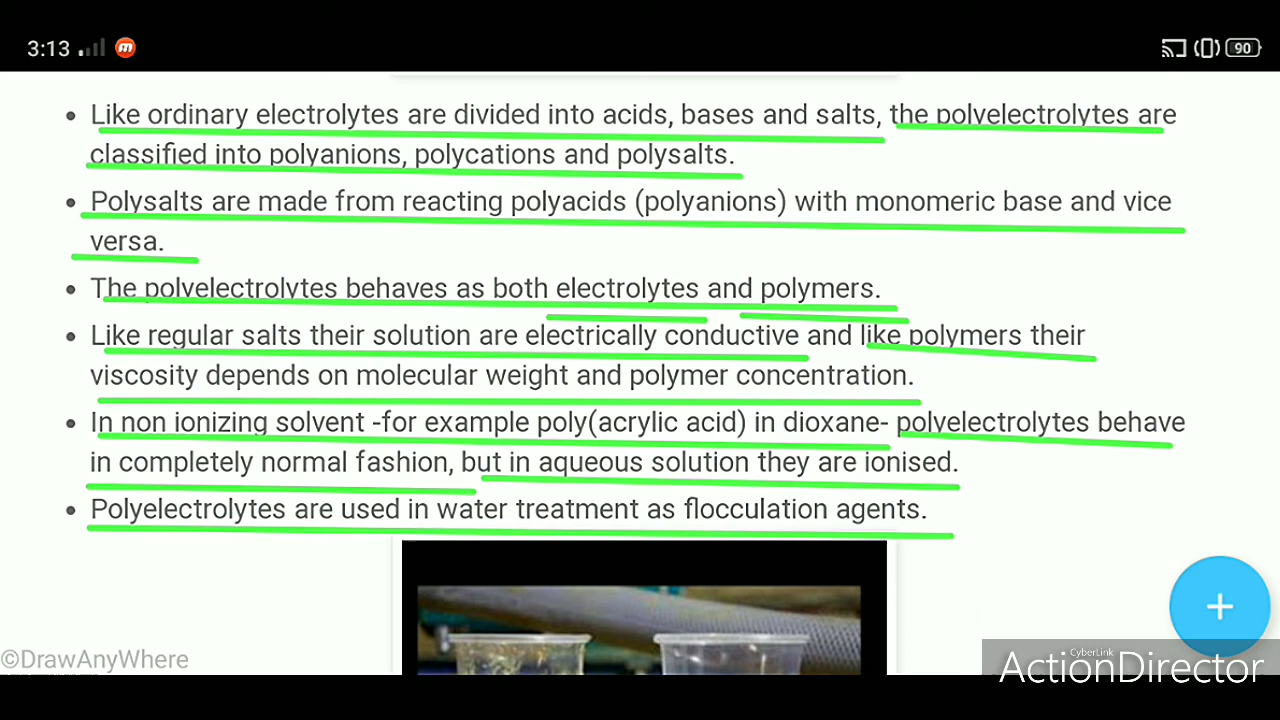 3:13
90
Like ordinary electrolytes are divided into acids, bases and salts, the polyelectrolytes are
classified into polyanions, polycations and polysalts.
Polysalts are made from reacting polyacids (polyanions) with monomeric base and vice
versa.
The polyelectrolytes behaves as both electrolytes and polymers.
Like regular salts their solution are electrically conductive and like polymers their
viscosity depends on molecular weight and polymer concentration.
In non ionizing solvent -for example poly(acrylic acid) in dioxane- polyelectrolytes behave
in completely normal fashion, but in aqueous solution they are ionised.
Polyelectrolytes are used in water treatment as flocculation agents.
©DrawAnyWhere
CyberLink
ActionDirector